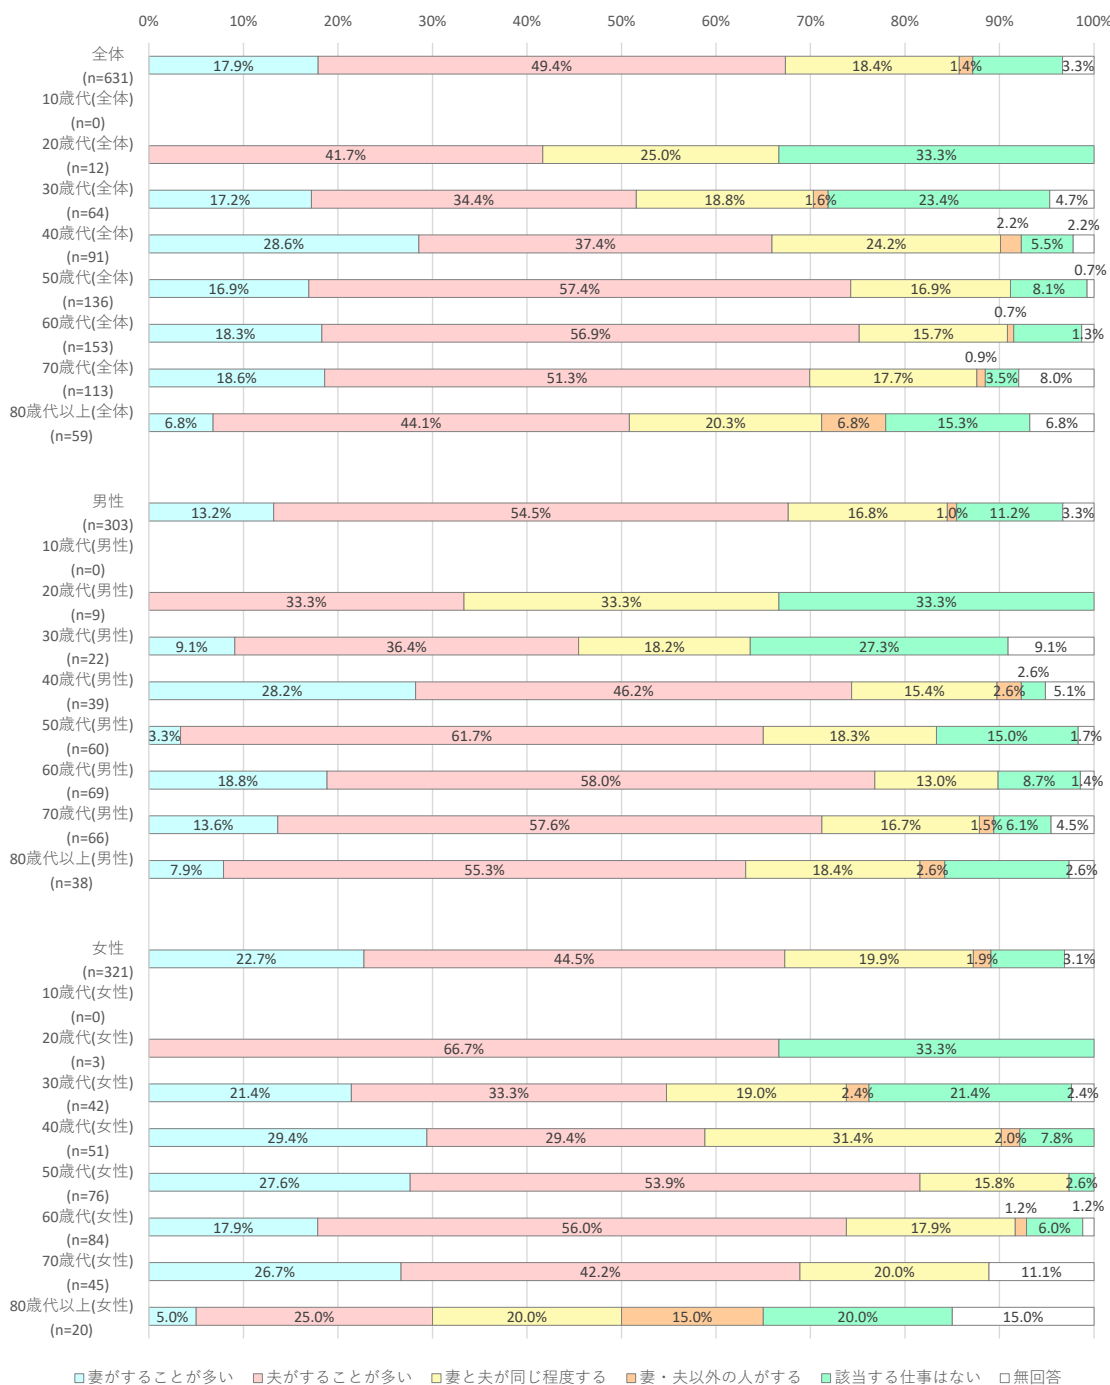 0% 10% 20% 30% 40% 50% 60% 70% 80% 90% 100%
全体
(n=631)
17.9% 49.4% 18.4% 1.4% 3.3%
10歳代(全体)
(n=0)
20歳代(全体)
(n=12)
41.7% 25.0% 33.3%
30歳代(全体)
(n=64)
17.2% 34.4% 18.8% 1.6% 23.4% 4.7%
40歳代(全体)
(n=91)
28.6% 37.4% 24.2% 2.2% 5.5% 2.2%
50歳代(全体)
(n=136)
16.9% 57.4% 16.9% 8.1% 0.7%
60歳代(全体)
(n=153)
18.3% 56.9% 15.7% 0.7% 1.3%
70歳代(全体)
(n=113)
18.6% 51.3% 17.7% 0.9% 3.5% 8.0%
80歳代以上(全体)
(n=59)
6.8% 44.1% 20.3% 6.8% 15.3% 6.8%
男性
(n=303)
13.2% 54.5% 16.8% 1.0% 11.2% 3.3%
10歳代(男性)
(n=0)
20歳代(男性)
(n=9)
33.3% 33.3% 33.3%
30歳代(男性)
(n=22)
9.1% 36.4% 18.2% 27.3% 9.1%
40歳代(男性)
(n=39)
28.2% 46.2% 15.4% 2.6% 2.6% 5.1%
50歳代(男性)
(n=60)
3.3% 61.7% 18.3% 15.0% 1.7%
60歳代(男性)
(n=69)
18.8% 58.0% 13.0% 8.7% 1.4%
70歳代(男性)
(n=66)
13.6% 57.6% 16.7% 1.5% 6.1% 4.5%
80歳代以上(男性)
(n=38)
7.9% 55.3% 18.4% 2.6% 2.6%
女性
(n=321)
22.7% 44.5% 19.9% 1.9% 3.1%
10歳代(女性)
(n=0)
20歳代(女性)
(n=3)
66.7% 33.3%
30歳代(女性)
(n=42)
21.4% 33.3% 19.0% 2.4% 21.4% 2.4%
40歳代(女性)
(n=51)
29.4% 29.4% 31.4% 2.0% 7.8%
50歳代(女性)
(n=76)
27.6% 53.9% 15.8% 2.6%
60歳代(女性)
(n=84)
17.9% 56.0% 17.9% 1.2% 6.0% 1.2%
70歳代(女性)
(n=45)
26.7% 42.2% 20.0% 11.1%
80歳代以上(女性)
(n=20)
5.0% 25.0% 20.0% 15.0% 20.0% 15.0%
妻がすることが多い 夫がすることが多い 妻と夫が同じ程度する 妻・夫以外の人がする 該当する仕事はない 無回答